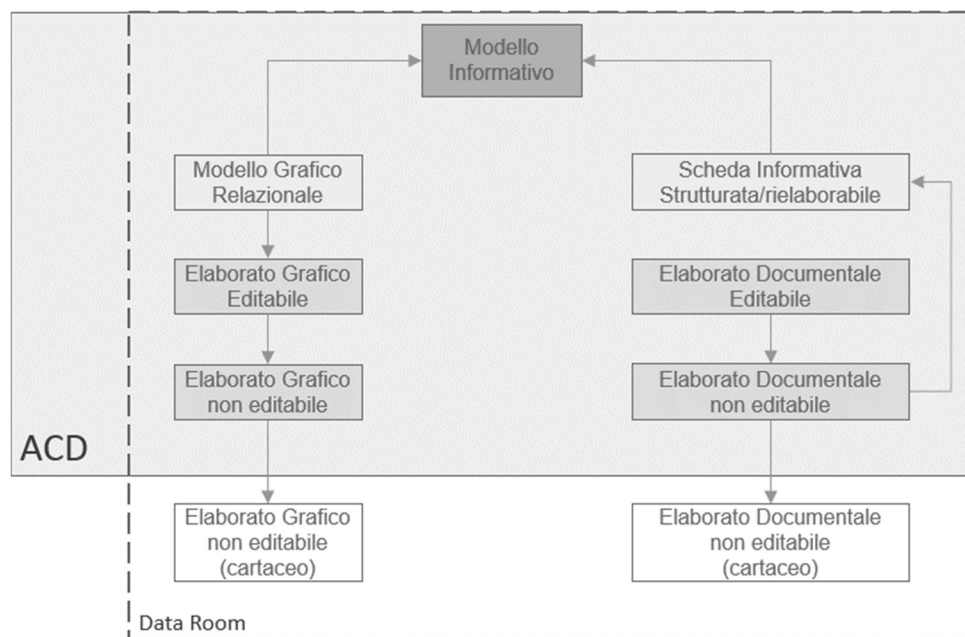 Modello
Informativo
Modello Grafico
Relazionale
Scheda Informativa
Strutturata/rielaborabile
Elaborato Grafico
Editabile
Elaborato Documentale
Editabile
Elaborato Grafico
non editabile
Elaborato Documentale
non editabile
ACD
Elaborato Grafico
non editabile
(cartaceo)
Elaborato Documentale
non editabile
(cartaceo)
Data Room